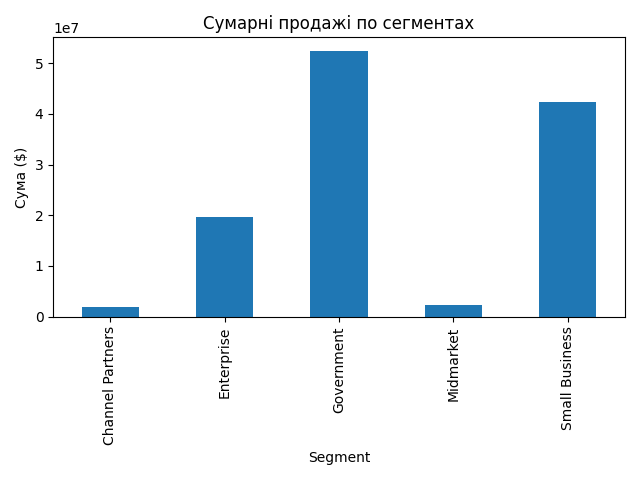 Сумарні продажі по сегментах
1e7
Сума ($)
5
4
3
2
1
0
Channel Partners
Enterprise
Government
Midmarket
Small Business
Segment